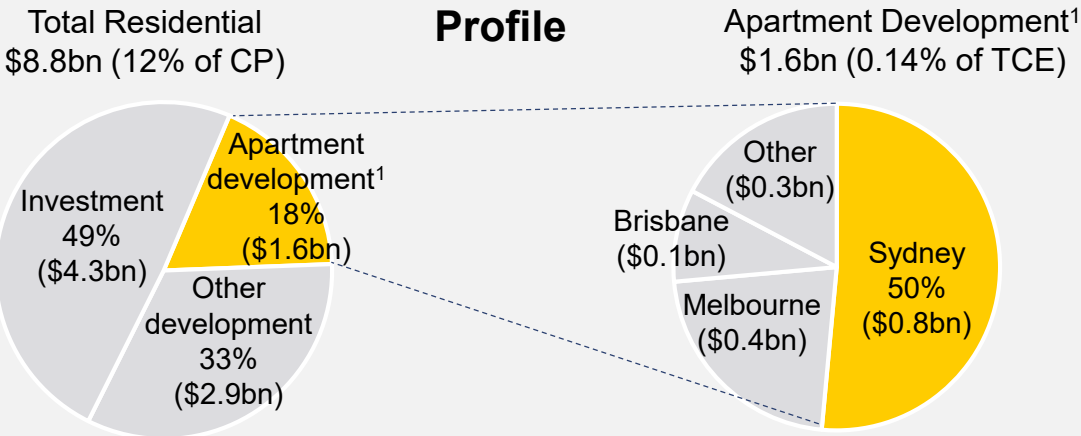 Profile
Total Residential
$8.8bn (12% of CP)
Apartment
development¹
18%
($1.6bn)
Investment
49%
($4.3bn)
Other
development
33%
($2.9bn)
Apartment Development¹
$1.6bn (0.14% of TCE)
Other
($0.3bn)
Brisbane
($0.1bn)
Melbourne
($0.4bn)
Sydney
50%
($0.8bn)